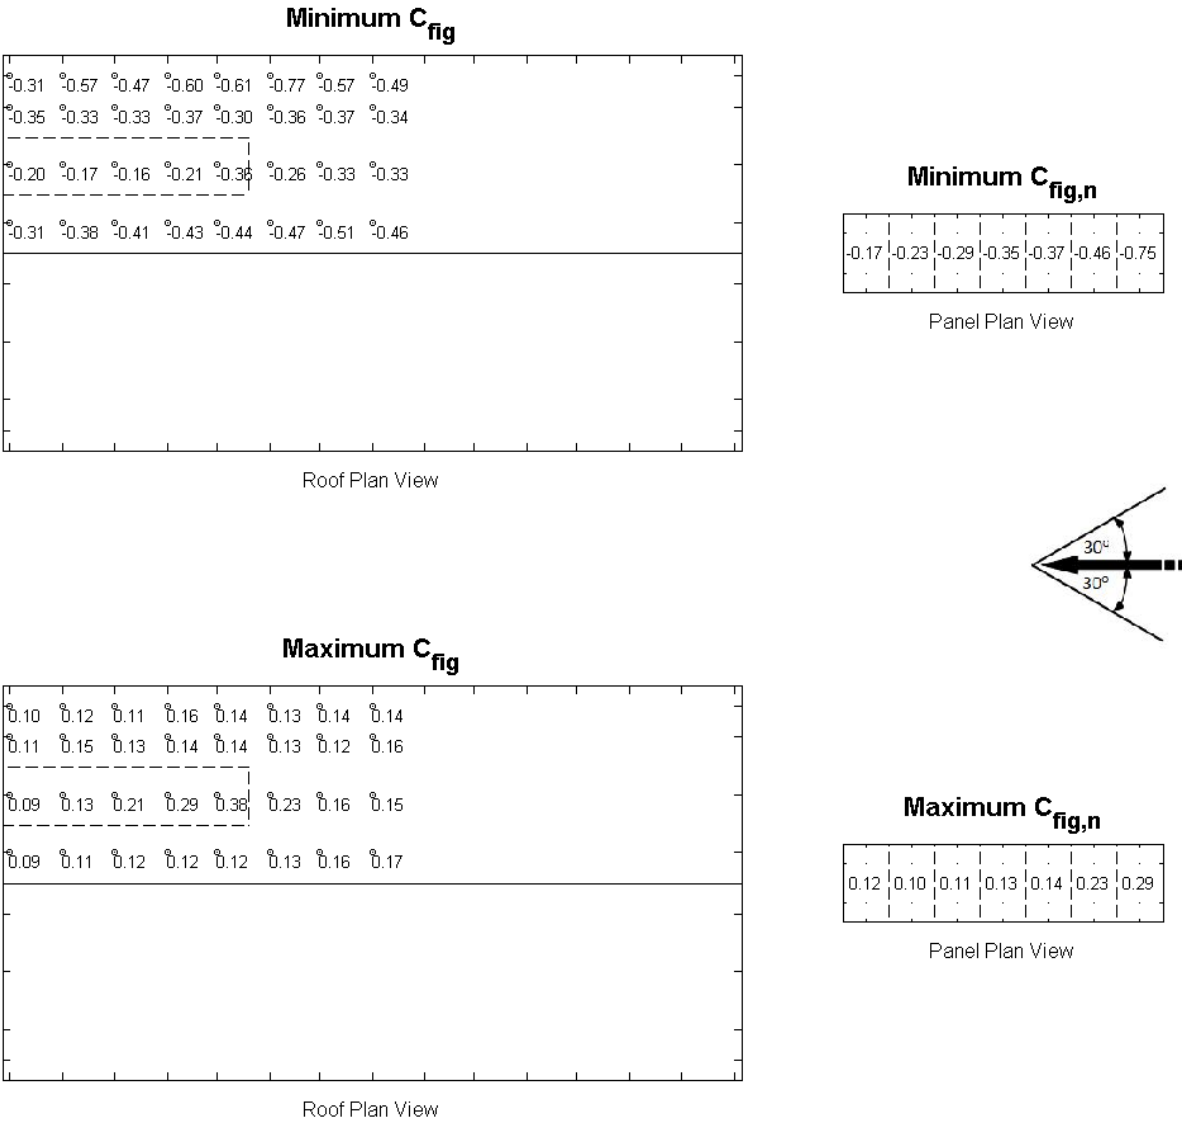 Minimum Cfig
-0.31 -0.57 -0.47 -0.60 -0.61 -0.77 -0.57 -0.49
-0.35 -0.33 -0.33 -0.37 -0.30 -0.36 -0.37 -0.34
-0.20 -0.17 -0.16 -0.21 -0.36 -0.26 -0.33 -0.33
-0.31 -0.38 -0.41 -0.43 -0.44 -0.47 -0.51 -0.46
Roof Plan View
Minimum Cfig,n
-0.17 -0.23 -0.29 -0.35 -0.37 -0.46 -0.75
Panel Plan View
30º
30º
Maximum Cfig
0.10 0.12 0.11 0.16 0.14 0.13 0.14 0.14
0.11 0.15 0.13 0.14 0.14 0.13 0.12 0.16
0.09 0.13 0.21 0.29 0.38 0.23 0.16 0.15
0.09 0.11 0.12 0.12 0.12 0.13 0.16 0.17
Roof Plan View
Maximum Cfig,n
0.12 0.10 0.11 0.13 0.14 0.23 0.29
Panel Plan View